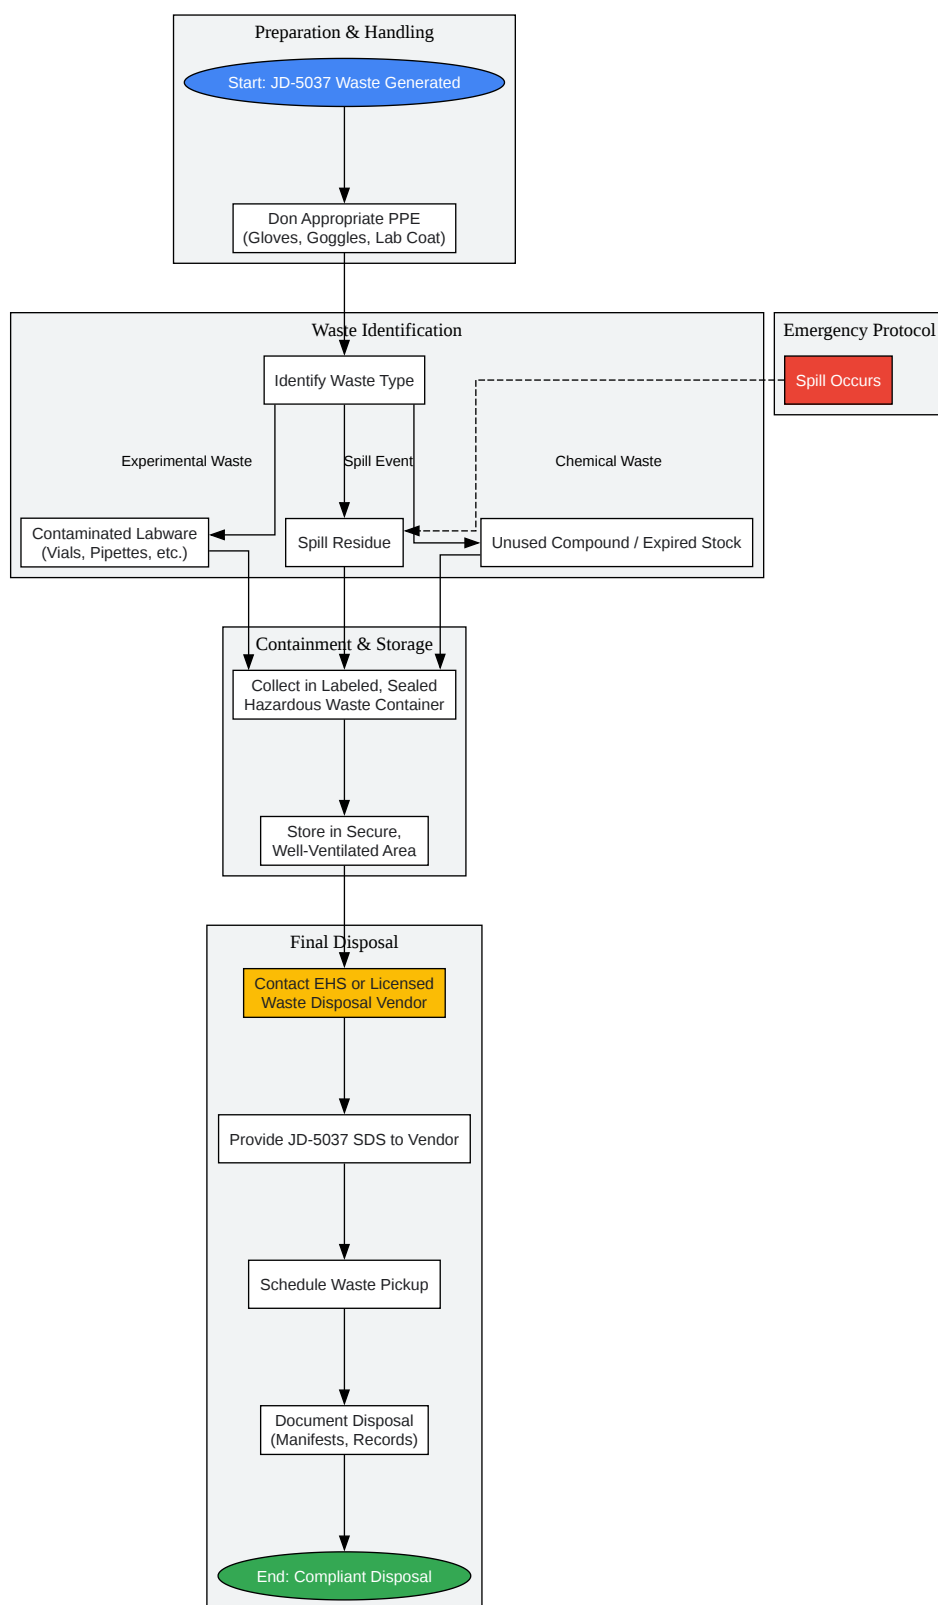 Preparation & Handling
Start: JD-5037 Waste Generated
Don Appropriate PPE
(Gloves, Goggles, Lab Coat)
Waste Identification
Emergency Protocol
Identify Waste Type
Spill Occurs
Experimental Waste
Spill Event
Chemical Waste
Contaminated Labware
(Vials, Pipettes, etc.)
Spill Residue
Unused Compound / Expired Stock
Containment & Storage
Collect in Labeled, Sealed
Hazardous Waste Container
Store in Secure,
Well-Ventilated Area
Final Disposal
Contact EHS or Licensed
Waste Disposal Vendor
Provide JD-5037 SDS to Vendor
Schedule Waste Pickup
Document Disposal
(Manifests, Records)
End: Compliant Disposal